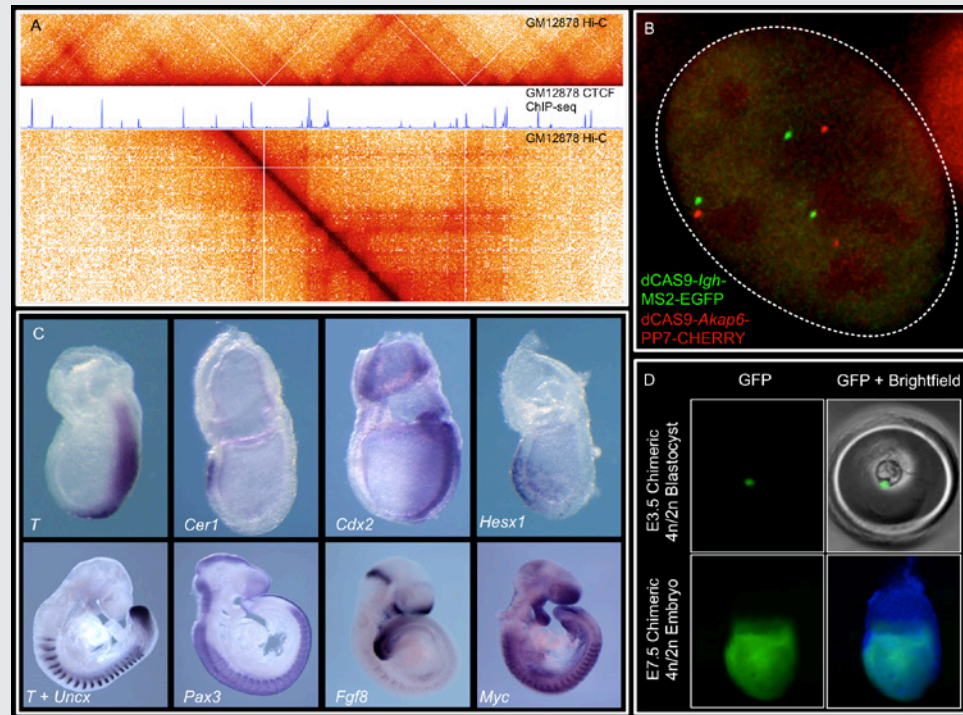 A
GM12878 Hi-C
GM12878 CTCF
ChIP-seq
GM12878 Hi-C
B
dCAS9-Igh-
MS2-EGFP
dCAS9-Akap6-
PP7-CHERRY
C
T
Cer1
Cdx2
Hesx1
T + Uncx
Pax3
Fgf8
Myc
D
GFP
GFP + Brightfield
E3.5 Chimeric
4n/2n Blastocyst
E7.5 Chimeric
4n/2n Embryo